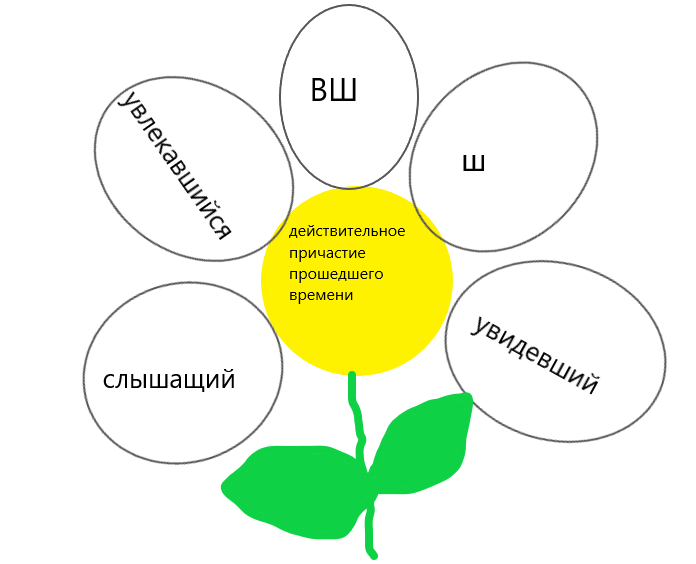 ВШ
увлекавшийся
ш
действительное
причастие
прошедшего
времени
увидевший
слышащий